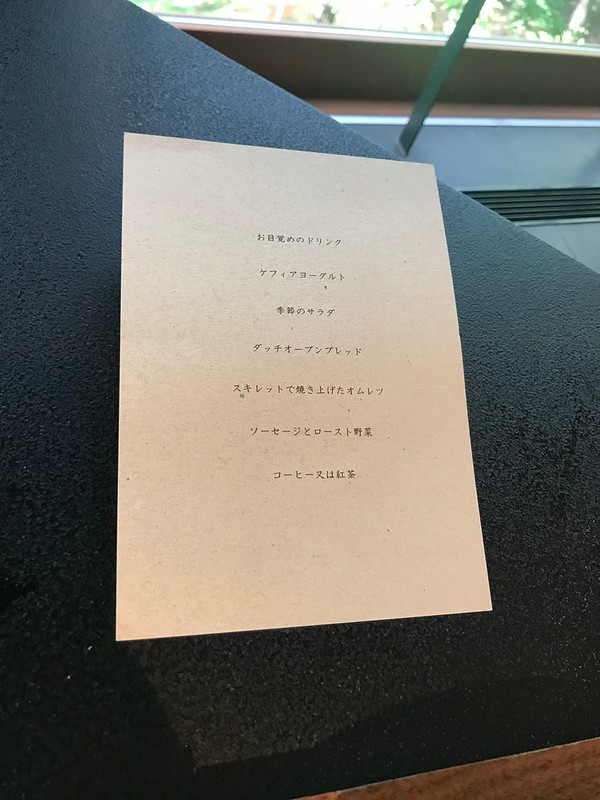 お目覚めのドリンク
ケフィアヨーグルト
季節のサラダ
ダッチオーブンブレッド
スキレットで焼き上げたオムレツ
ソーセージとロースト野菜
コーヒー又は紅茶